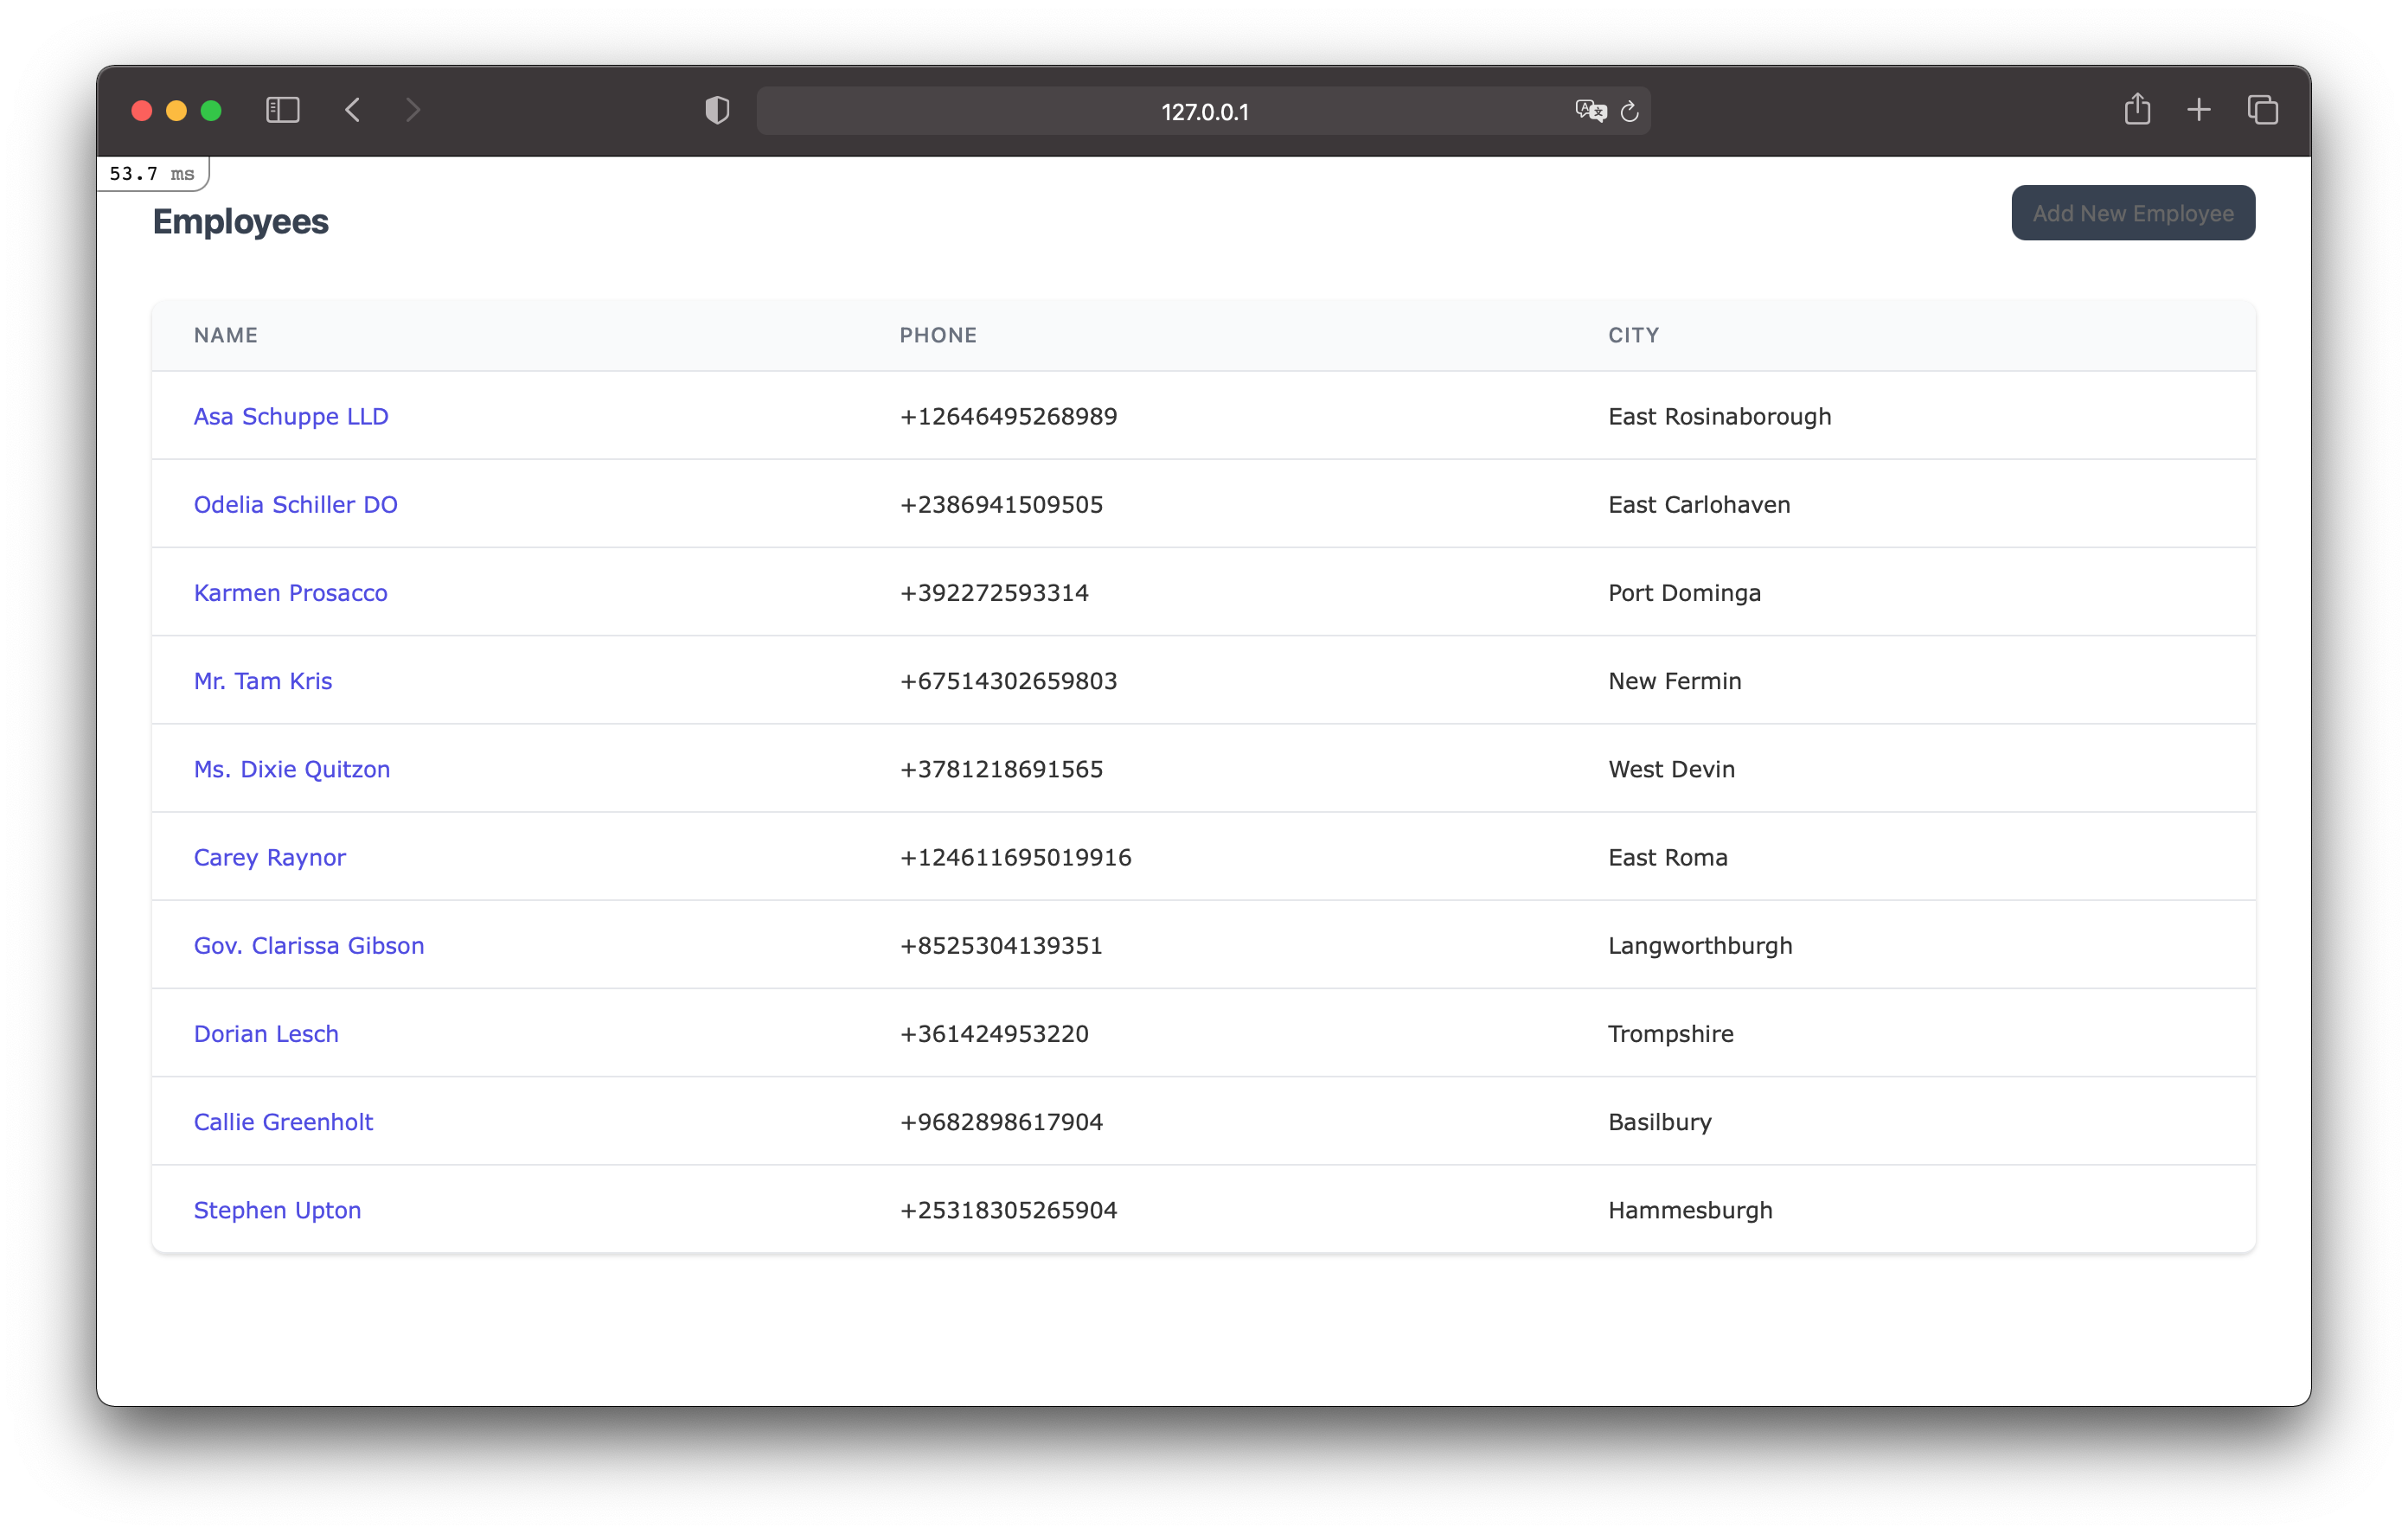 127.0.0.1
53.7 ms
Employees
Add New Employee
NAME PHONE CITY
Asa Schuppe LLD +12646495268989 East Rosinaborough
Odelia Schiller DO +2386941509505 East Carlohaven
Karmen Prosacco +392272593314 Port Dominga
Mr. Tam Kris +67514302659803 New Fermin
Ms. Dixie Quitzon +3781218691565 West Devin
Carey Raynor +124611695019916 East Roma
Gov. Clarissa Gibson +8525304139351 Langworthburgh
Dorian Lesch +361424953220 Trompshire
Callie Greenholt +9682898617904 Basilbury
Stephen Upton +25318305265904 Hammesburgh